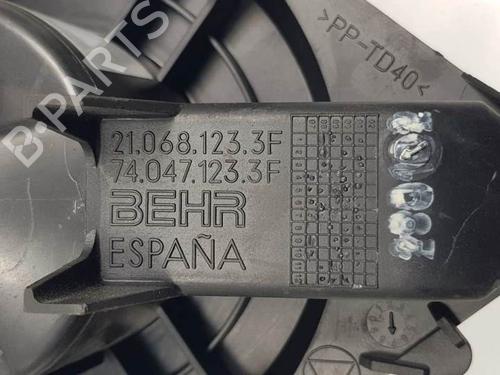 >PP-TD40<
B-PARTS
21.068.123.3F
74.047.123.3F
BEHR
ESPAÑA